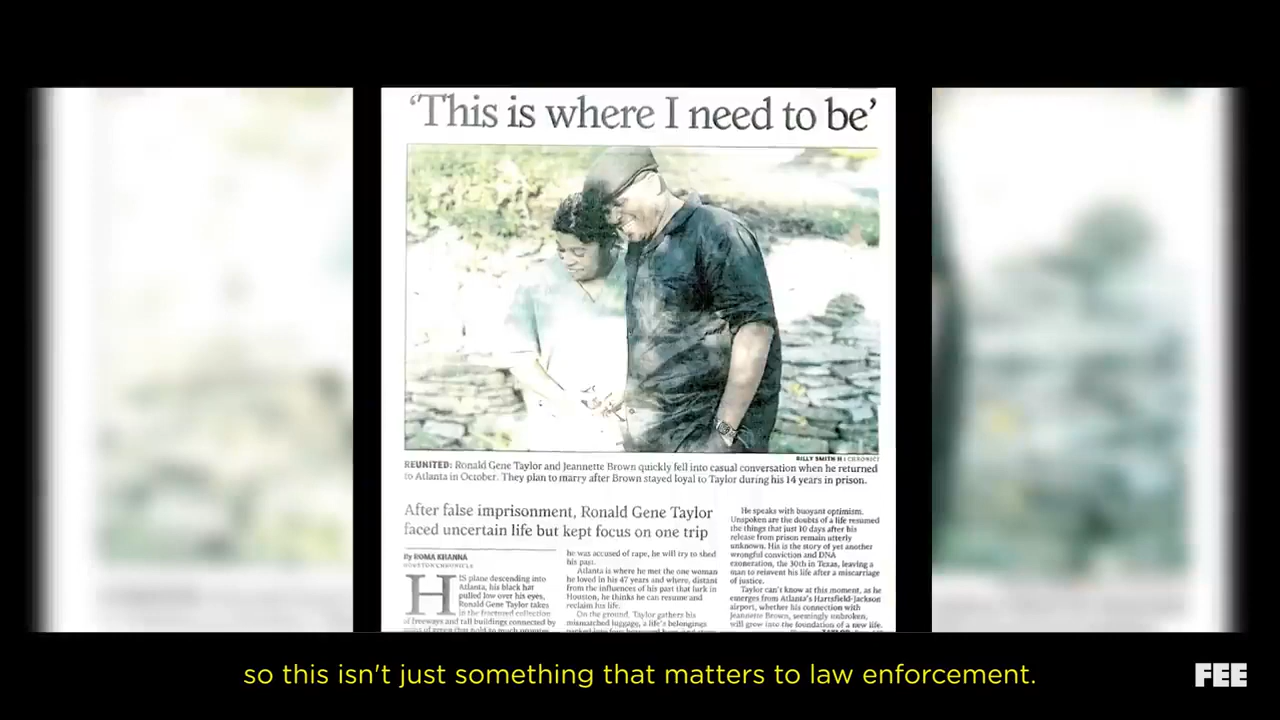 'This is where I need to be'
BILLY SMITH II : CHRONICLE
REUNITED: Ronald Gene Taylor and Jeannette Brown quickly fell into casual conversation when he returned
to Atlanta in October. They plan to marry after Brown stayed loyal to Taylor during his 14 years in prison.
After false imprisonment, Ronald Gene Taylor
faced uncertain life but kept focus on one trip
By ROMA KHANNA
HOUSTON CHRONICLE
HIS plane descending into
Atlanta, his black hat
pulled low over his eyes,
Ronald Gene Taylor takes
in the fractured collection
of freeways and tall buildings connected by
he was accused of rape, he will try to shed
his past.
Atlanta is where he met the one woman
he loved in his 47 years and where, distant
from the influences of his past that lurk in
Houston, he thinks he can resume and
reclaim his life.
On the ground, Taylor gathers his
mismatched luggage, a life's belongings
He speaks with buoyant optimism.
Unspoken are the doubts of a life resumed
the things that just 10 days after his
release from prison remain utterly
unknown. His is the story of yet another
wrongful conviction and DNA
exoneration, the 30th in Texas, leaving a
man to reinvent his life after a miscarriage
of justice.
Taylor can't know at this moment, as he
emerges from Atlanta's Hartsfield-Jackson
airport, whether his connection with
Jeannette Brown, seemingly unbroken,
will grow into the foundation of a new life.
so this isn't just something that matters to law enforcement.
FEE